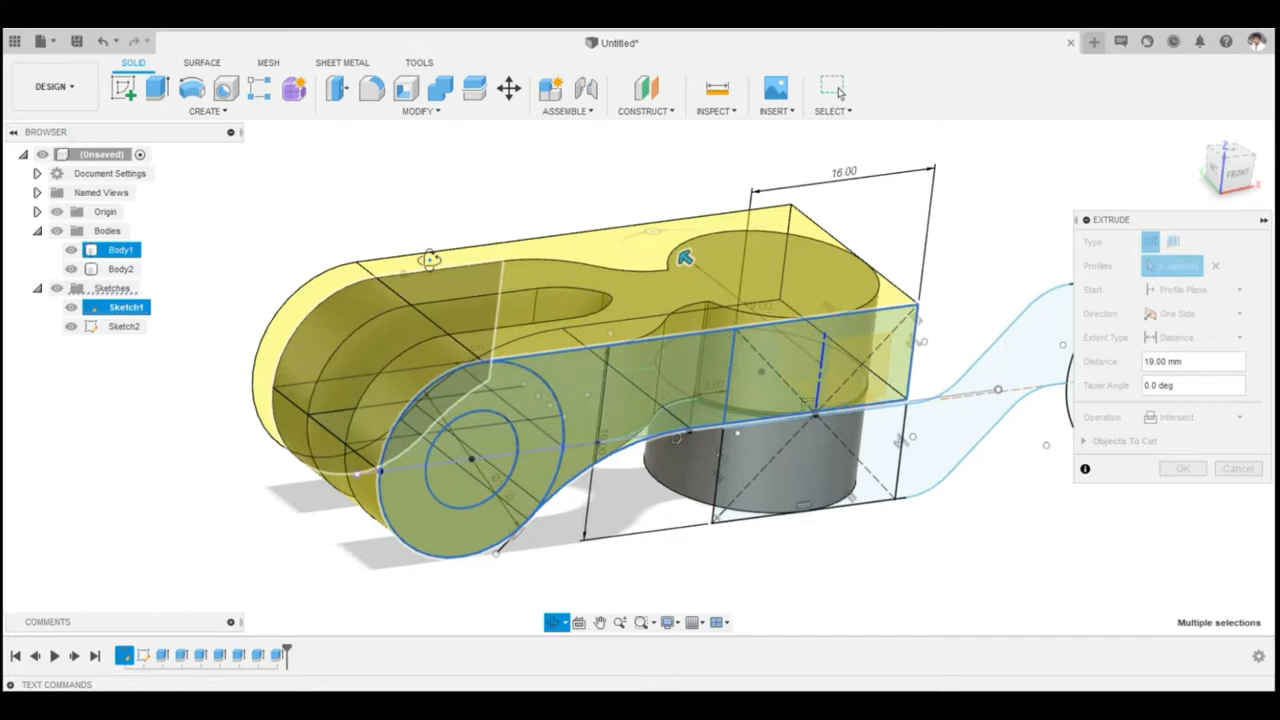 Untitled*
SOLID
SURFACE
MESH
SHEET METAL
TOOLS
DESIGN
CREATE
MODIFY
ASSEMBLE
CONSTRUCT
INSPECT
INSERT
SELECT
BROWSER
(Unsaved)
Document Settings
Named Views
Origin
Bodies
Body1
Body2
Sketches
Sketch1
Sketch2
16.00
Z
FRONT
X
EXTRUDE
Type
Profiles
Start
Profile Plane
Direction
One Side
Extent Type
Distance
Distance
19.00 mm
Taper Angle
0.0 deg
Operation
Intersect
Objects To Cut
OK
Cancel
COMMENTS
Multiple selections
TEXT COMMANDS